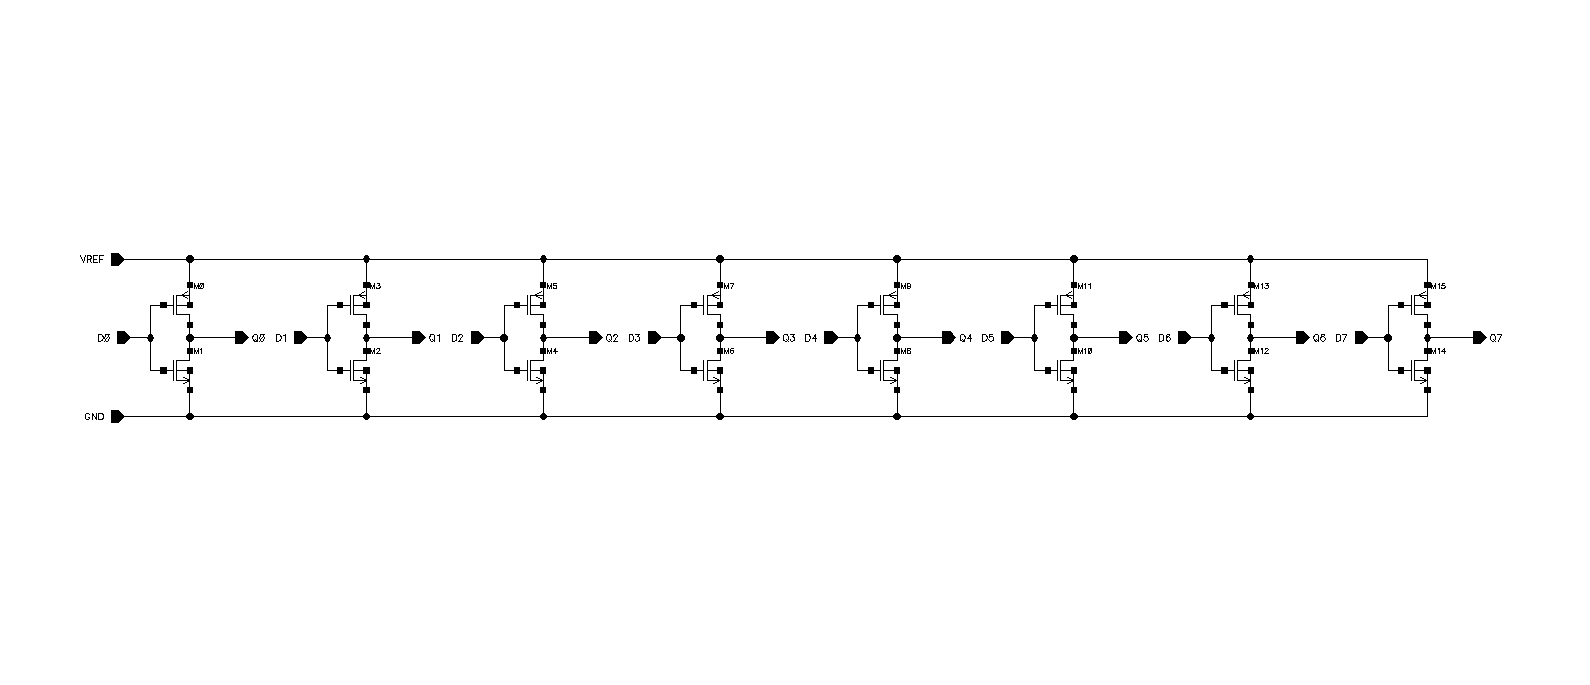 VREF
M0 M3 M5 M7 M9 M11 M13 M15
D0 Q0 D1 Q1 D2 Q2 D3 Q3 D4 Q4 D5 Q5 D6 Q6 D7 Q7
M1 M2 M4 M6 M8 M10 M12 M14
GND